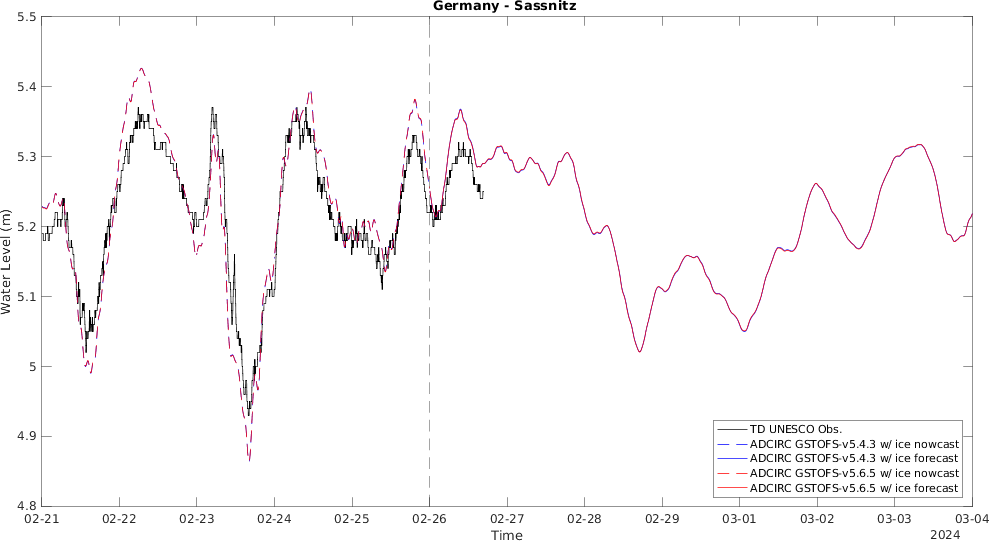 Germany - Sassnitz
Water Level (m)
5.5
5.4
5.3
5.2
5.1
5
4.9
4.8
02-21 02-22 02-23 02-24 02-25 02-26 02-27 02-28 02-29 03-01 03-02 03-03 03-04
Time
2024
TD UNESCO Obs.
ADCIRC GSTOFS-v5.4.3 w/ ice nowcast
ADCIRC GSTOFS-v5.4.3 w/ ice forecast
ADCIRC GSTOFS-v5.6.5 w/ ice nowcast
ADCIRC GSTOFS-v5.6.5 w/ ice forecast